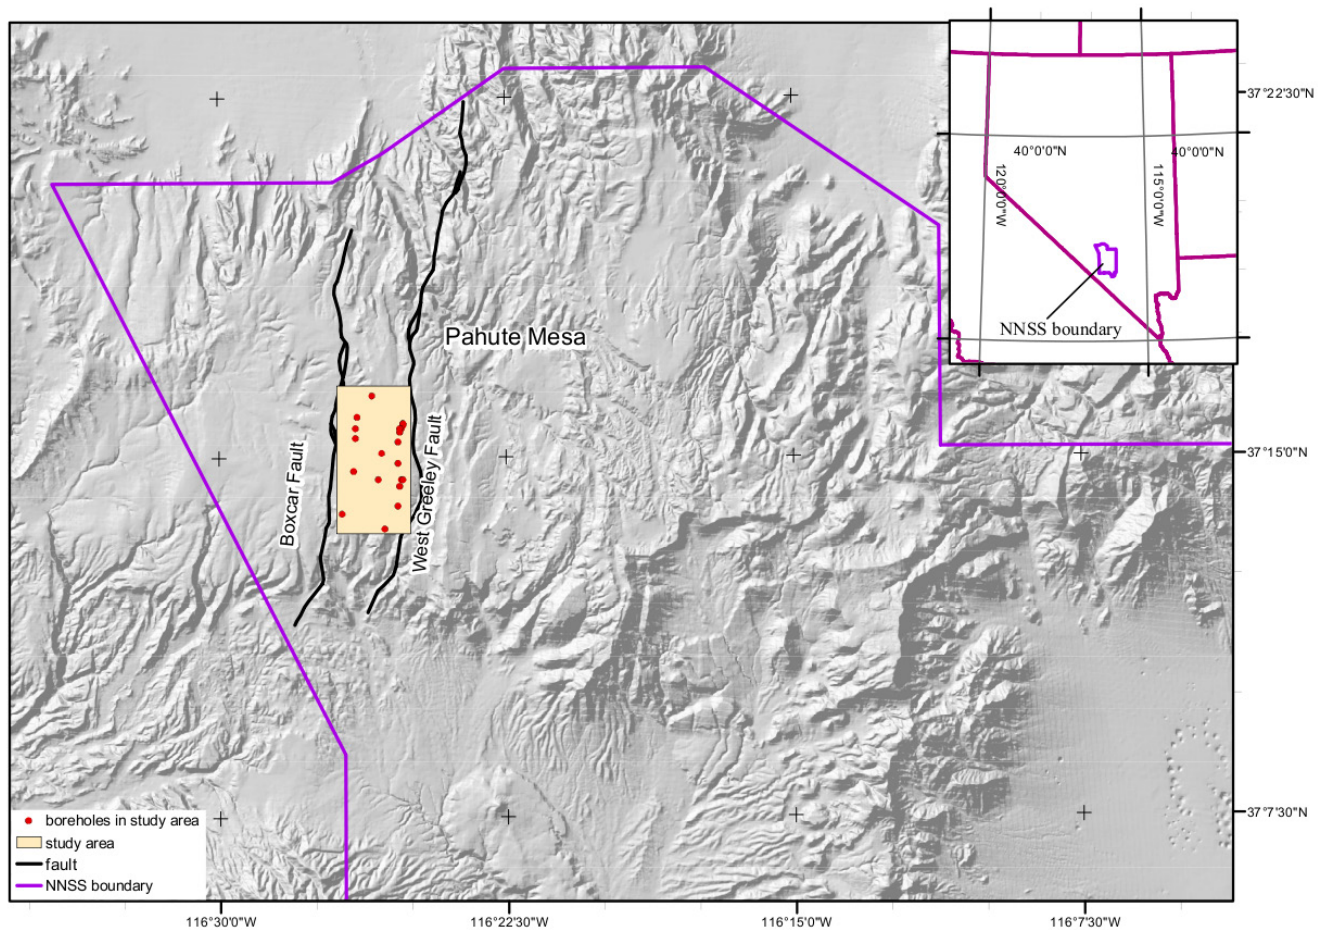 40°0'0"N
40°0'0"N
120°0'0"W
115°0'0"W
NNSS boundary
37°22'30"N
Pahute Mesa
Boxcar Fault
West Greeley Fault
37°15'0"N
37°7'30"N
boreholes in study area
study area
fault
NNSS boundary
116°30'0"W
116°22'30"W
116°15'0"W
116°7'30"W